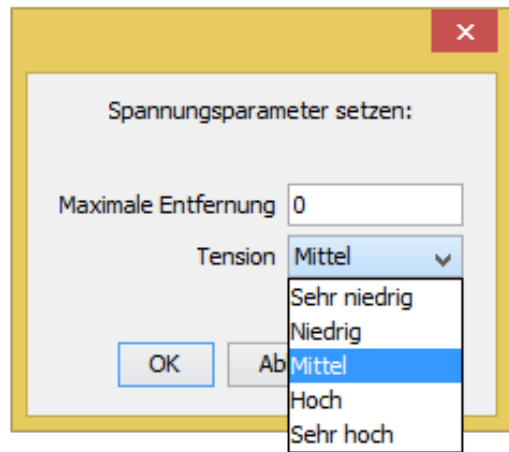 Spannungsparameter setzen:
Maximale Entfernung 0
Tension Mittel
Sehr niedrig
Niedrig
OK Ab Mittel
Hoch
Sehr hoch